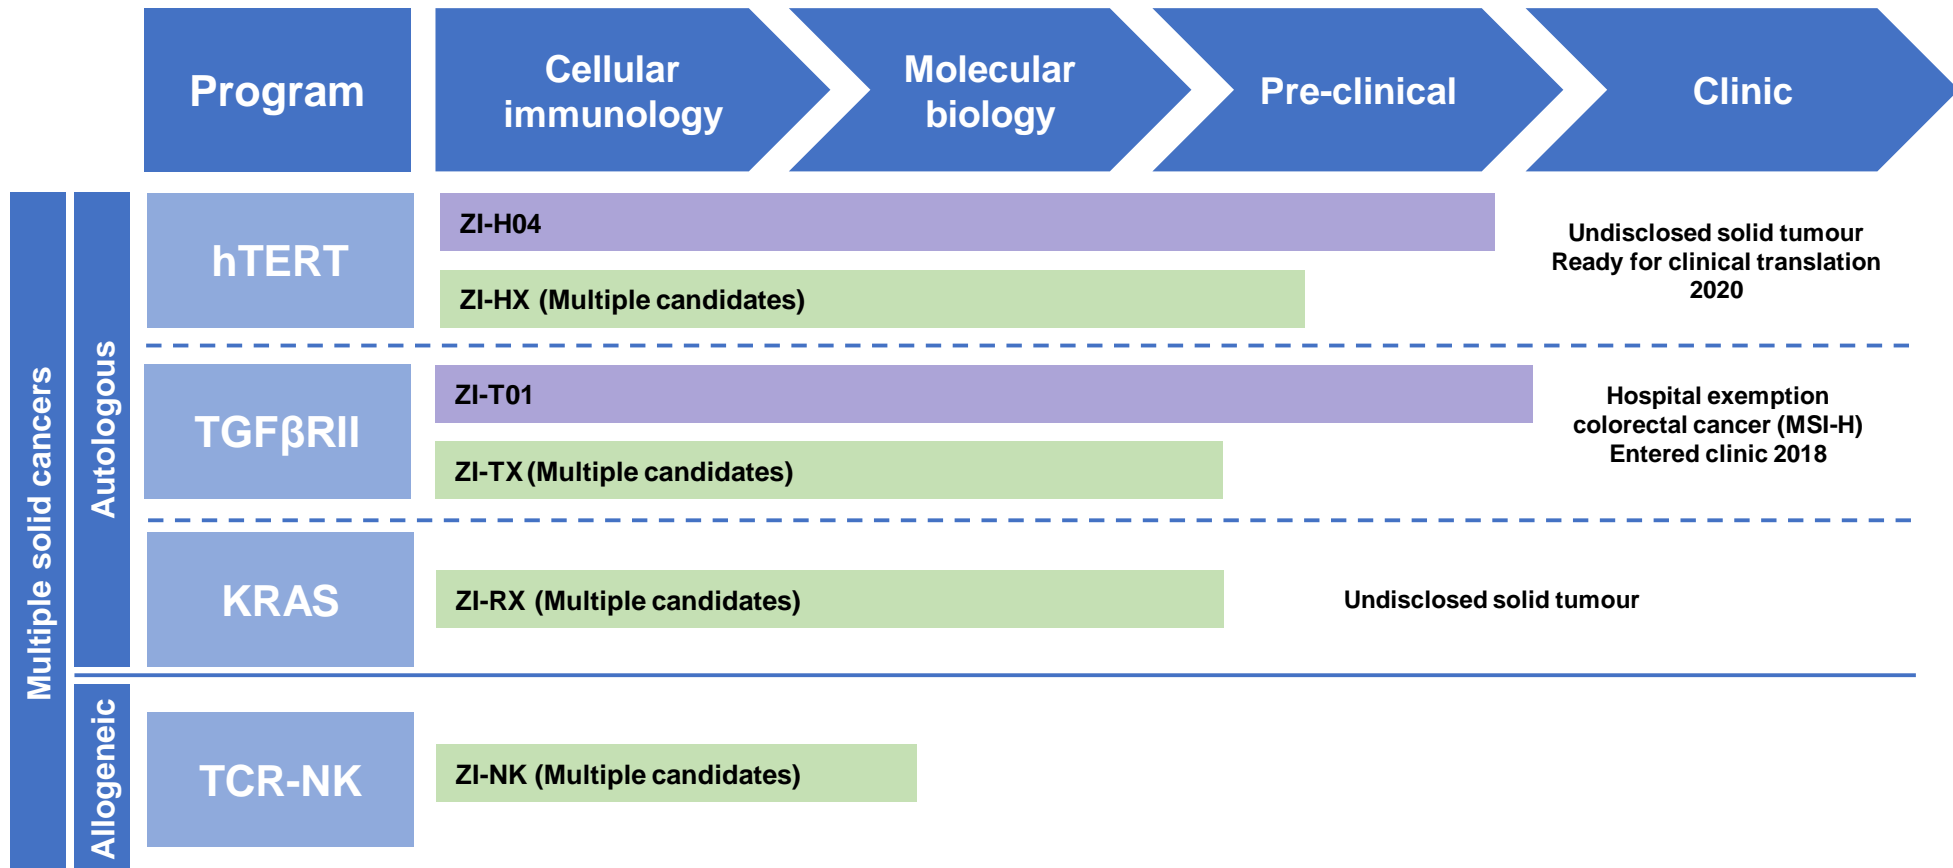 Program
Cellular
immunology
Molecular
biology
Pre-clinical
Clinic
Multiple solid cancers
Autologous
hTERT
ZI-H04
ZI-HX (Multiple candidates)
Undisclosed solid tumour
Ready for clinical translation
2020
TGFβRII
ZI-T01
ZI-TX (Multiple candidates)
Hospital exemption
colorectal cancer (MSI-H)
Entered clinic 2018
KRAS
ZI-RX (Multiple candidates)
Undisclosed solid tumour
Allogeneic
TCR-NK
ZI-NK (Multiple candidates)